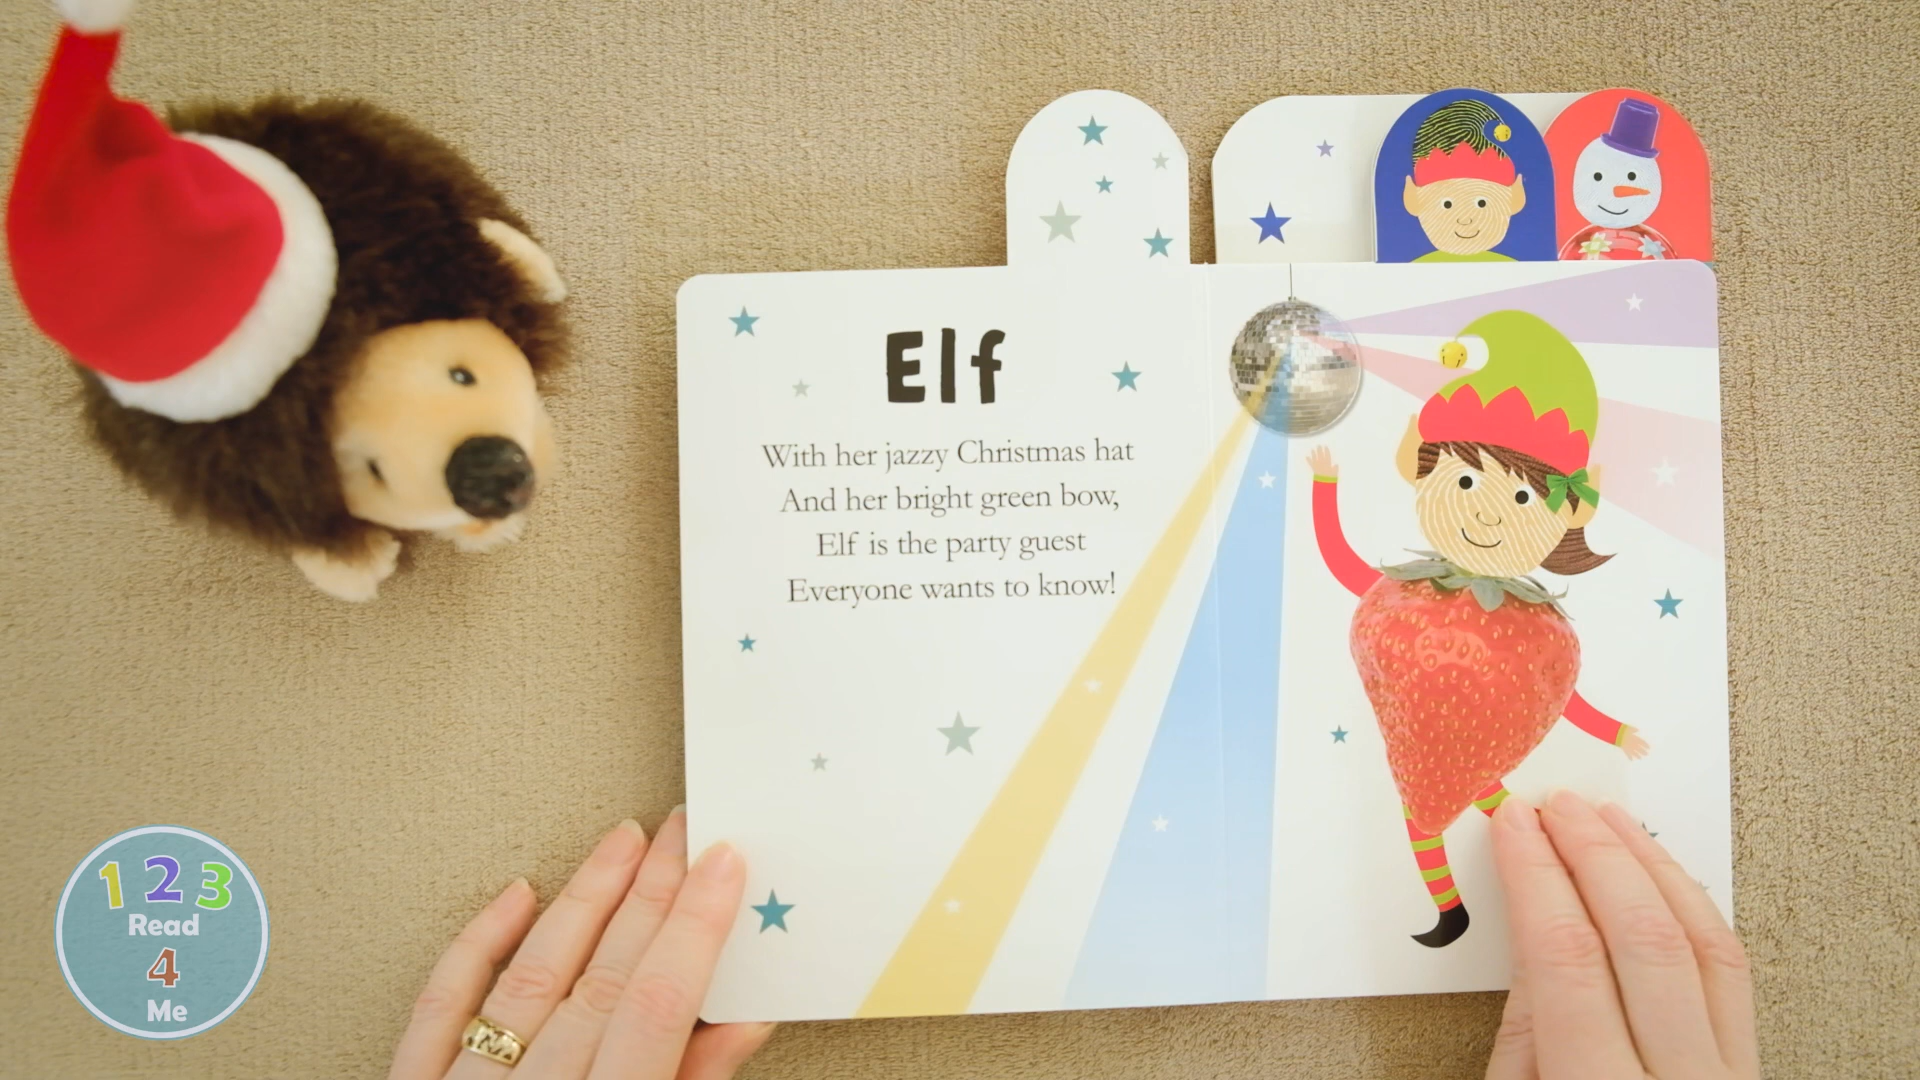 Elf
With her jazzy Christmas hat
And her bright green bow,
Elf is the party guest
Everyone wants to know!
1 2 3
Read
4
Me